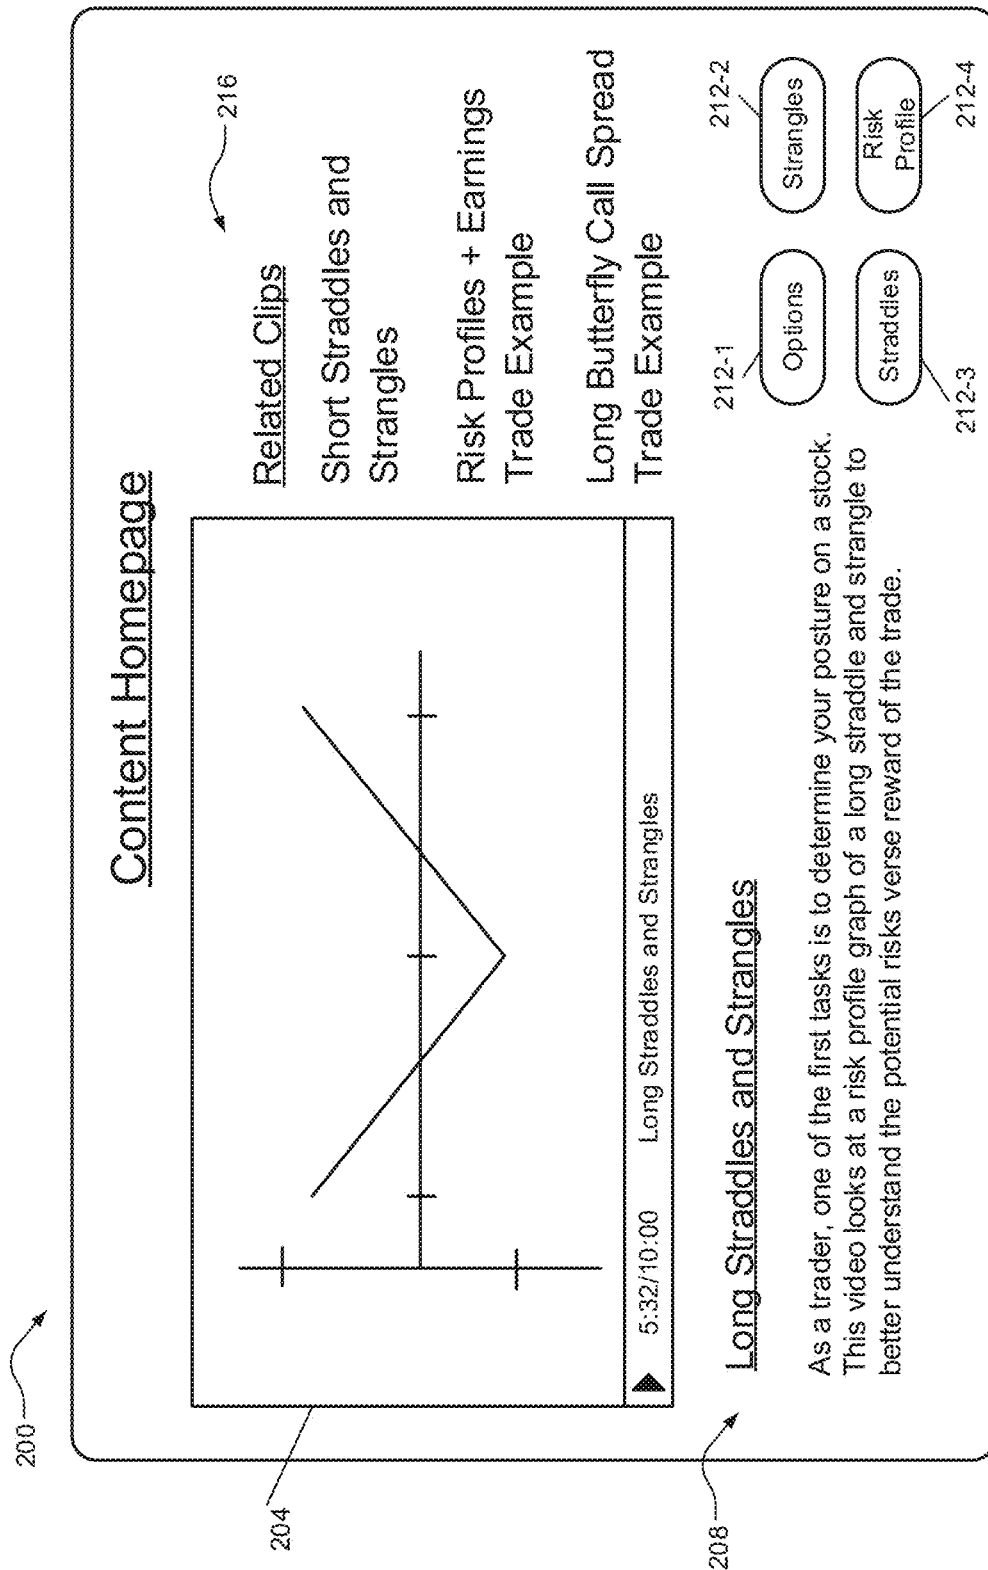 200
Content Homepage
204
216
Related Clips
Short Straddles and
Strangles
Risk Profiles + Earnings
Trade Example
Long Butterfly Call Spread
Trade Example
5:32/10:00 Long Straddles and Strangles
208
Long Straddles and Strangles
As a trader, one of the first tasks is to determine your posture on a stock.
This video looks at a risk profile graph of a long straddle and strangle to
better understand the potential risks verse reward of the trade.
212-1
212-2
Options
Strangles
Straddles
Risk
Profile
212-3
212-4